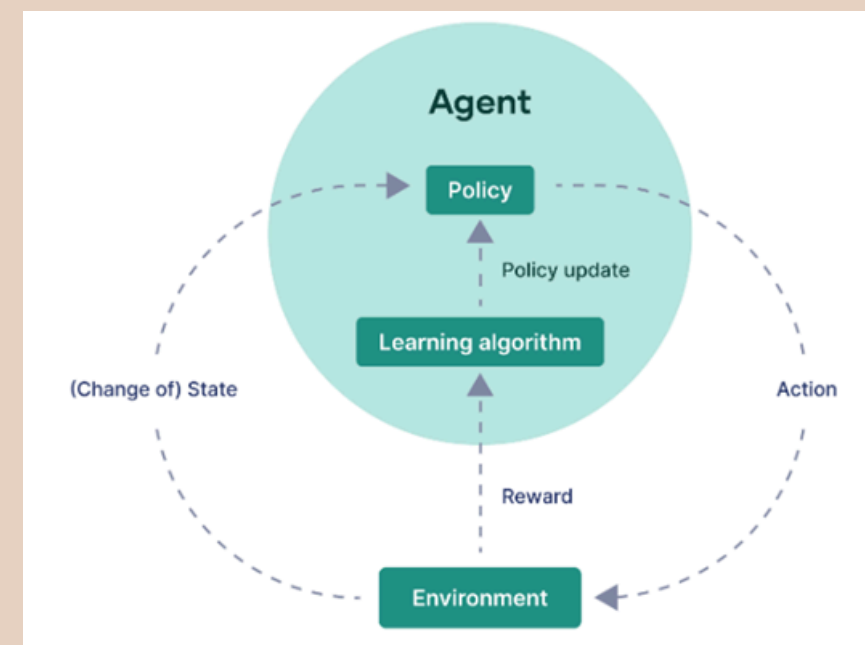 Agent
Policy
Policy update
Learning algorithm
(Change of) State
Action
Reward
Environment